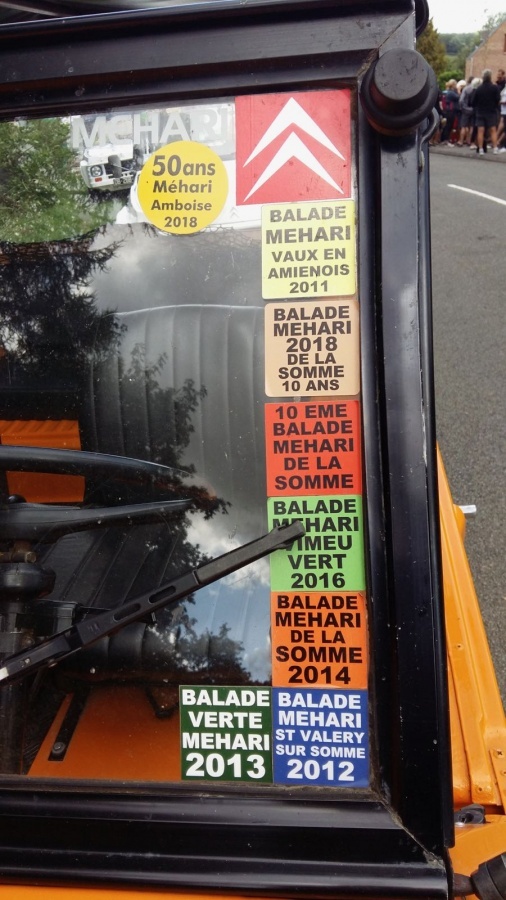 MEHARI
50ans
Méhari
Amboise
2018
BALADE
MEHARI
VAUX EN
AMIENOIS
2011
BALADE
MEHARI
2018
DE LA
SOMME
10 ANS
10 EME
BALADE
MEHARI
DE LA
SOMME
BALADE
MEHARI
VIMEU
VERT
2016
BALADE
MEHARI
DE LA
SOMME
2014
BALADE
VERTE
MEHARI
2013
BALADE
MEHARI
ST VALERY
SUR SOMME
2012